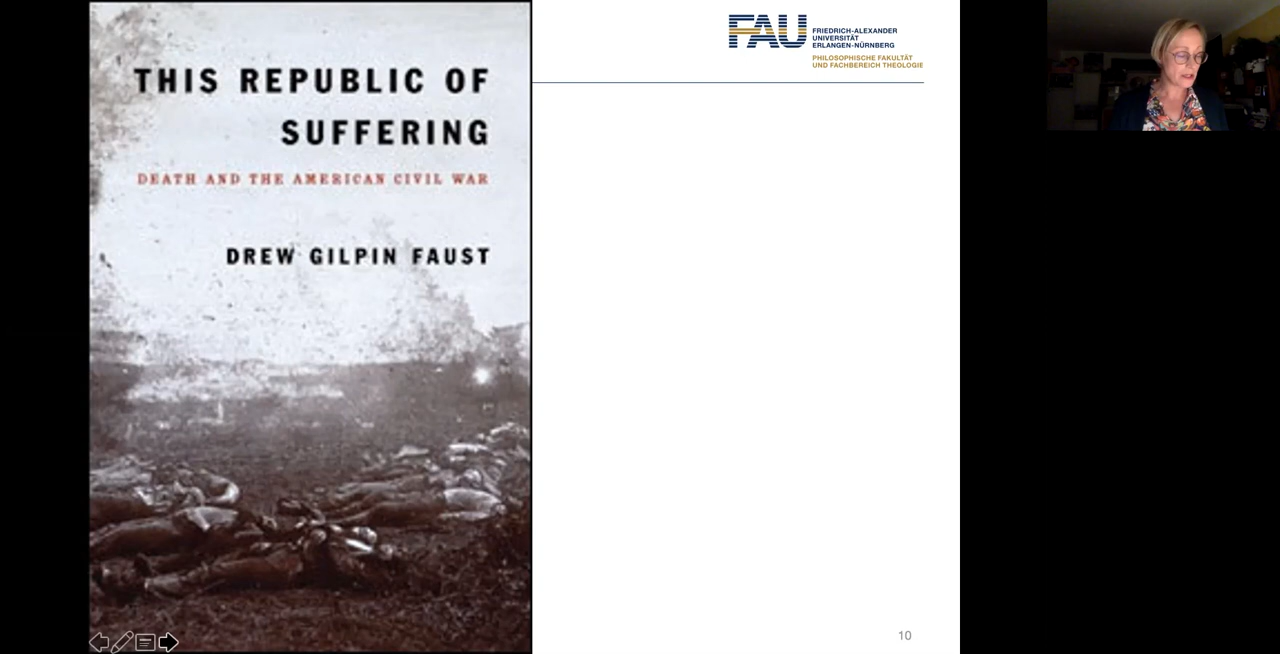 THIS REPUBLIC OF
SUFFERING
DEATH AND THE AMERICAN CIVIL WAR
DREW GILPIN FAUST
FAU
FRIEDRICH-ALEXANDER
UNIVERSITÄT
ERLANGEN-NÜRNBERG
PHILOSOPHISCHE FAKULTÄT
UND FACHBEREICH THEOLOGIE
10